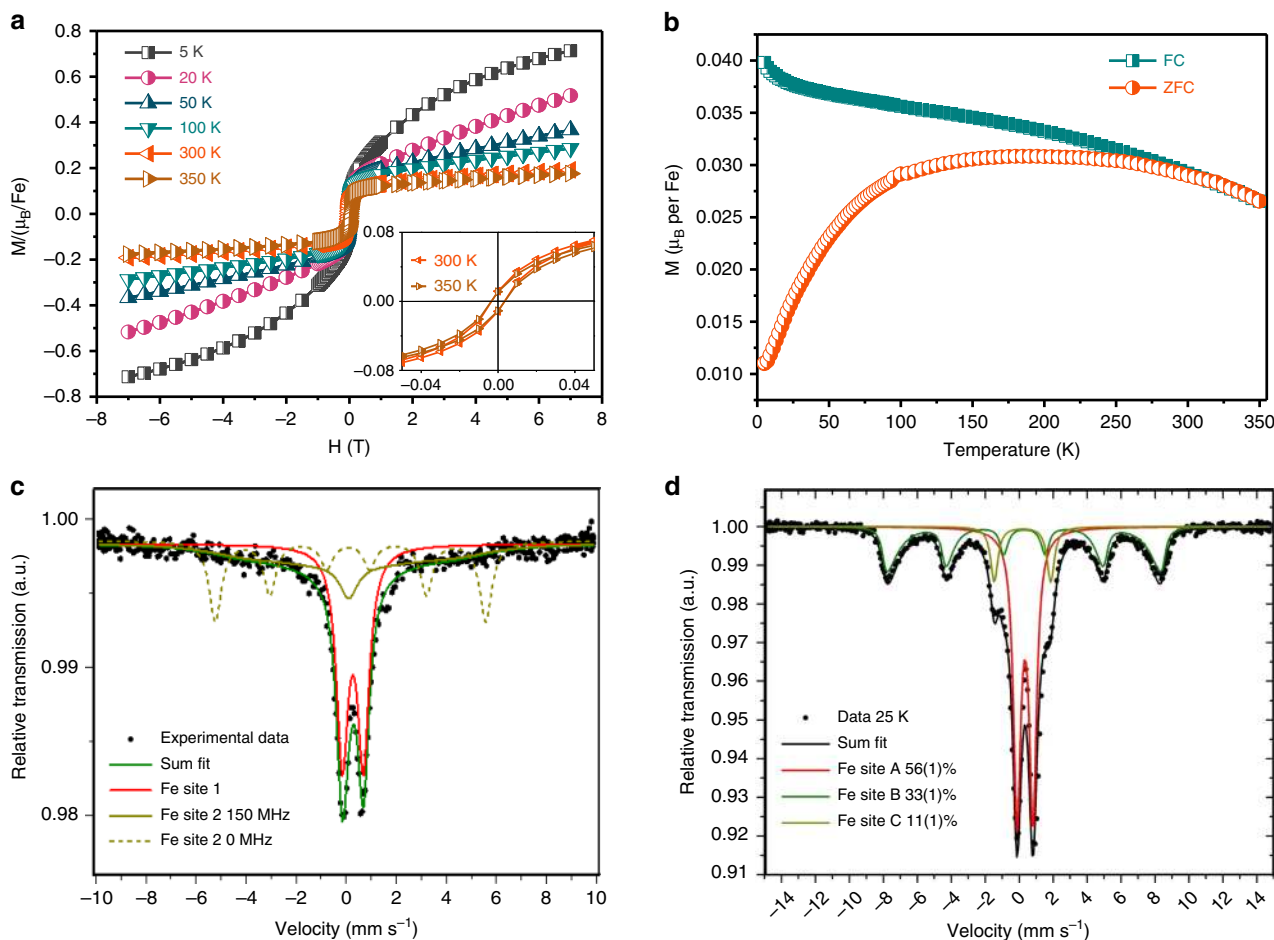 a
M/(μB/Fe)
0.8
0.6
0.4
0.2
0.0
−0.2
−0.4
−0.6
−0.8
5 K
20 K
50 K
100 K
300 K
350 K
0.08
0.00
−0.08
300 K
350 K
−0.04
0.00
0.04
−8 −6 −4 −2 0 2 4 6 8
H (T)
b
M (μB per Fe)
0.040
0.035
0.030
0.025
0.020
0.015
0.010
FC
ZFC
0 50 100 150 200 250 300 350
Temperature (K)
c
Relative transmission (a.u.)
1.00
0.99
0.98
Experimental data
Sum fit
Fe site 1
Fe site 2 150 MHz
Fe site 2 0 MHz
−10 −8 −6 −4 −2 0 2 4 6 8 10
Velocity (mm s−1)
d
Relative transmission (a.u.)
1.00
0.99
0.98
0.97
0.96
0.95
0.94
0.93
0.92
0.91
Data 25 K
Sum fit
Fe site A 56(1)%
Fe site B 33(1)%
Fe site C 11(1)%
−14 −12 −10 −8 −6 −4 −2 0 2 4 6 8 10 12 14
Velocity (mm s−1)